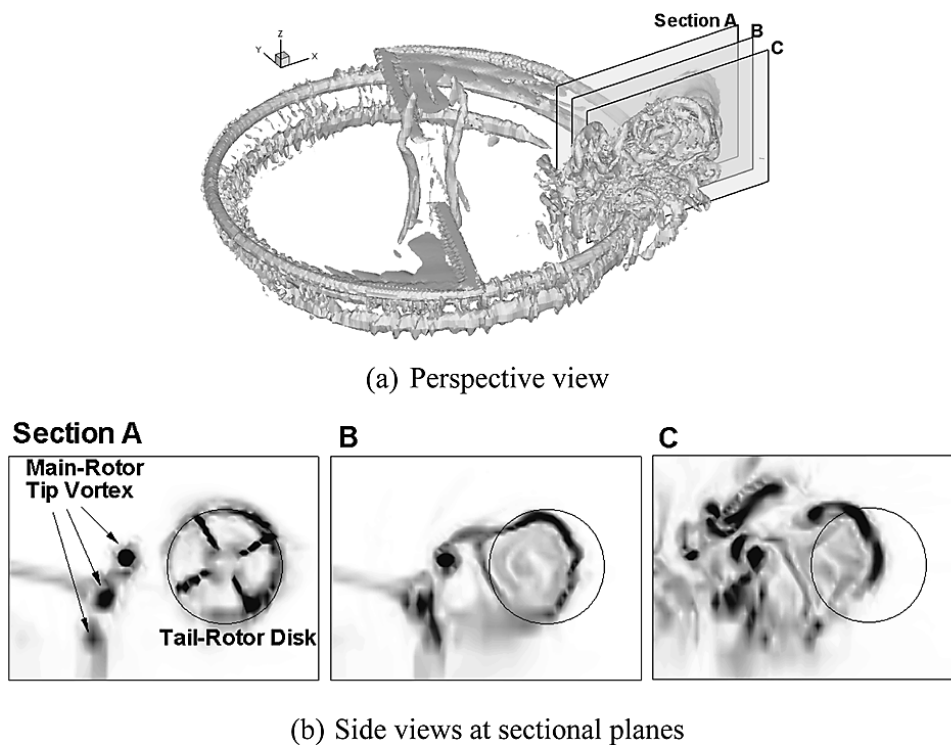 Section A
B
C
Z
Y
X
(a) Perspective view
Section A
B
C
Main-Rotor
Tip Vortex
Tail-Rotor Disk
(b) Side views at sectional planes